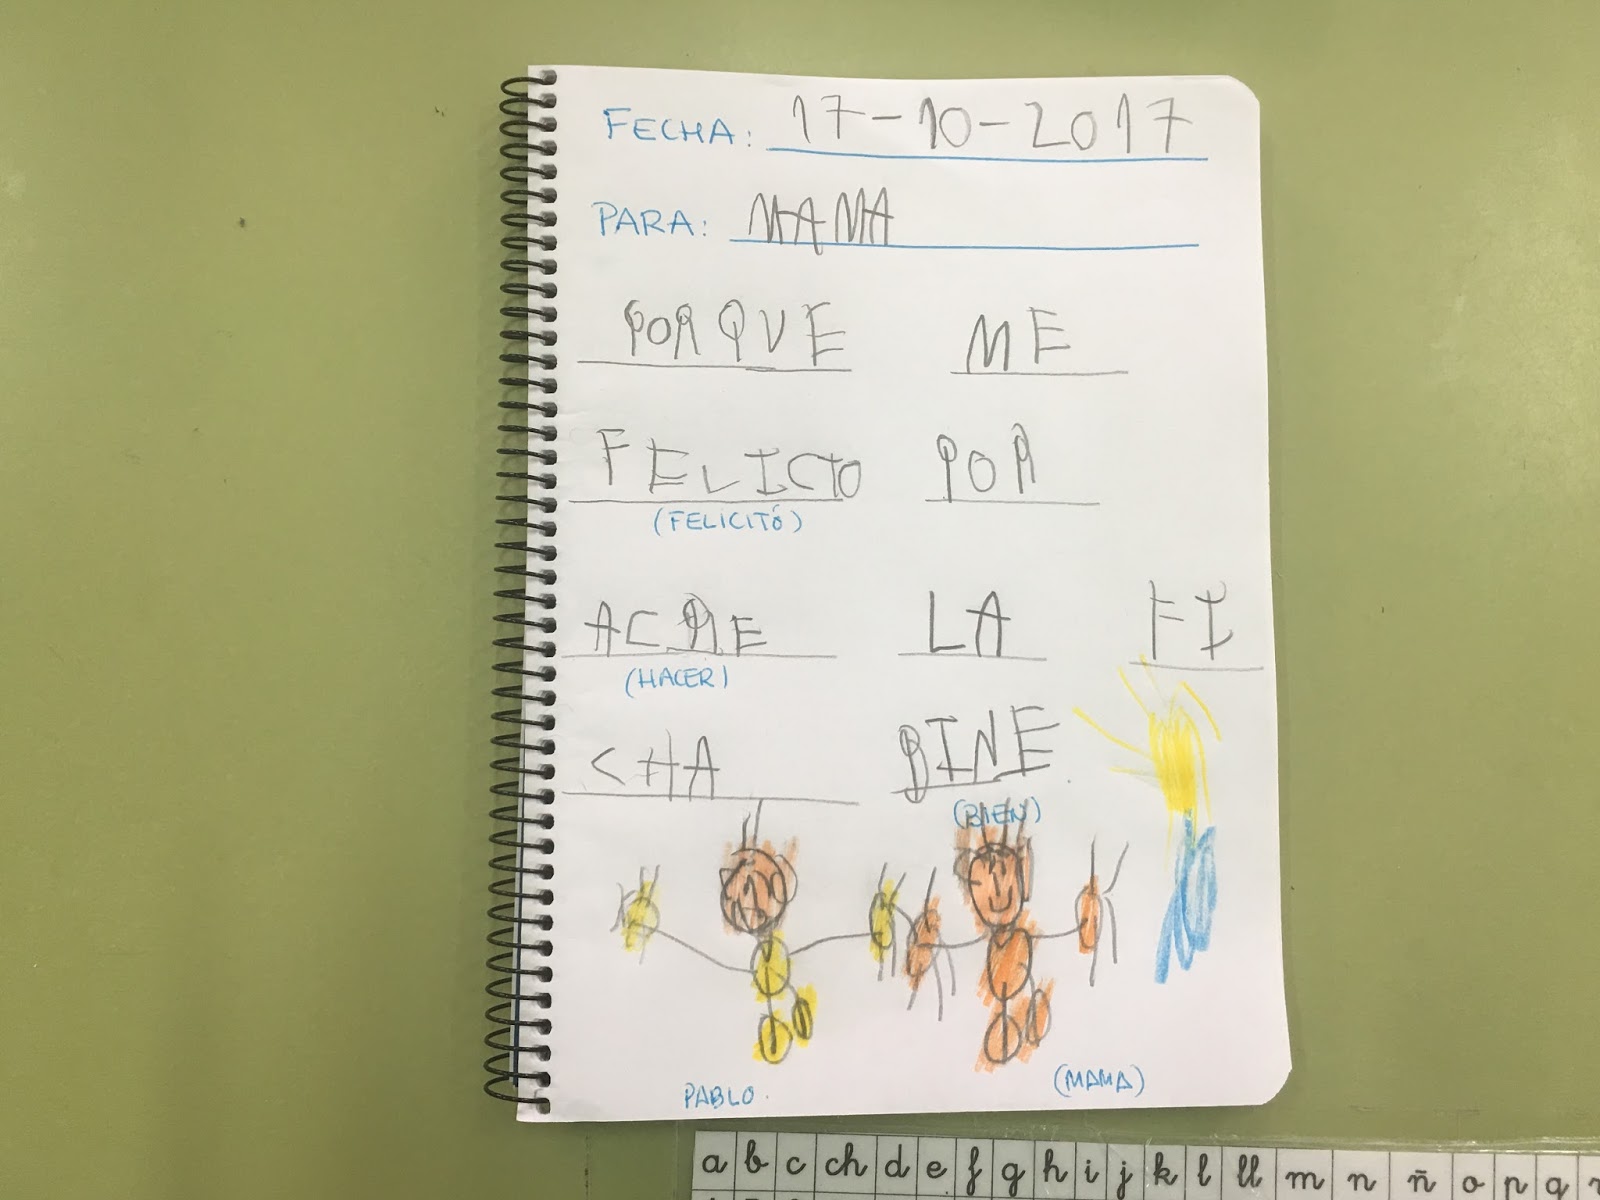 FECHA: 17-10-2017
PARA: MAMA
PORQUE ME
FELICTO POR
(FELICITÓ)
ACRE LA FI
(HACER)
CHA BINE
(BIEN)
PABLO. (MAMA)
a b c ch d e f g h i j k l ll m n ñ o p q